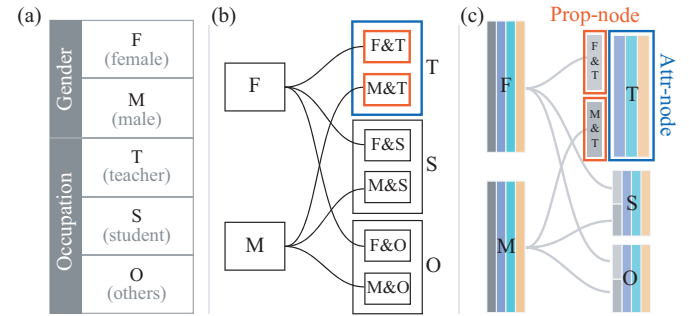 (a)
Gender
F
(female)
M
(male)
Occupation
T
(teacher)
S
(student)
O
(others)
(b)
F
M
F&T
M&T
T
F&S
M&S
S
F&O
M&O
O
(c)
Prop-node
Attr-node
F
M
F
&
T
M
&
T
T
S
O